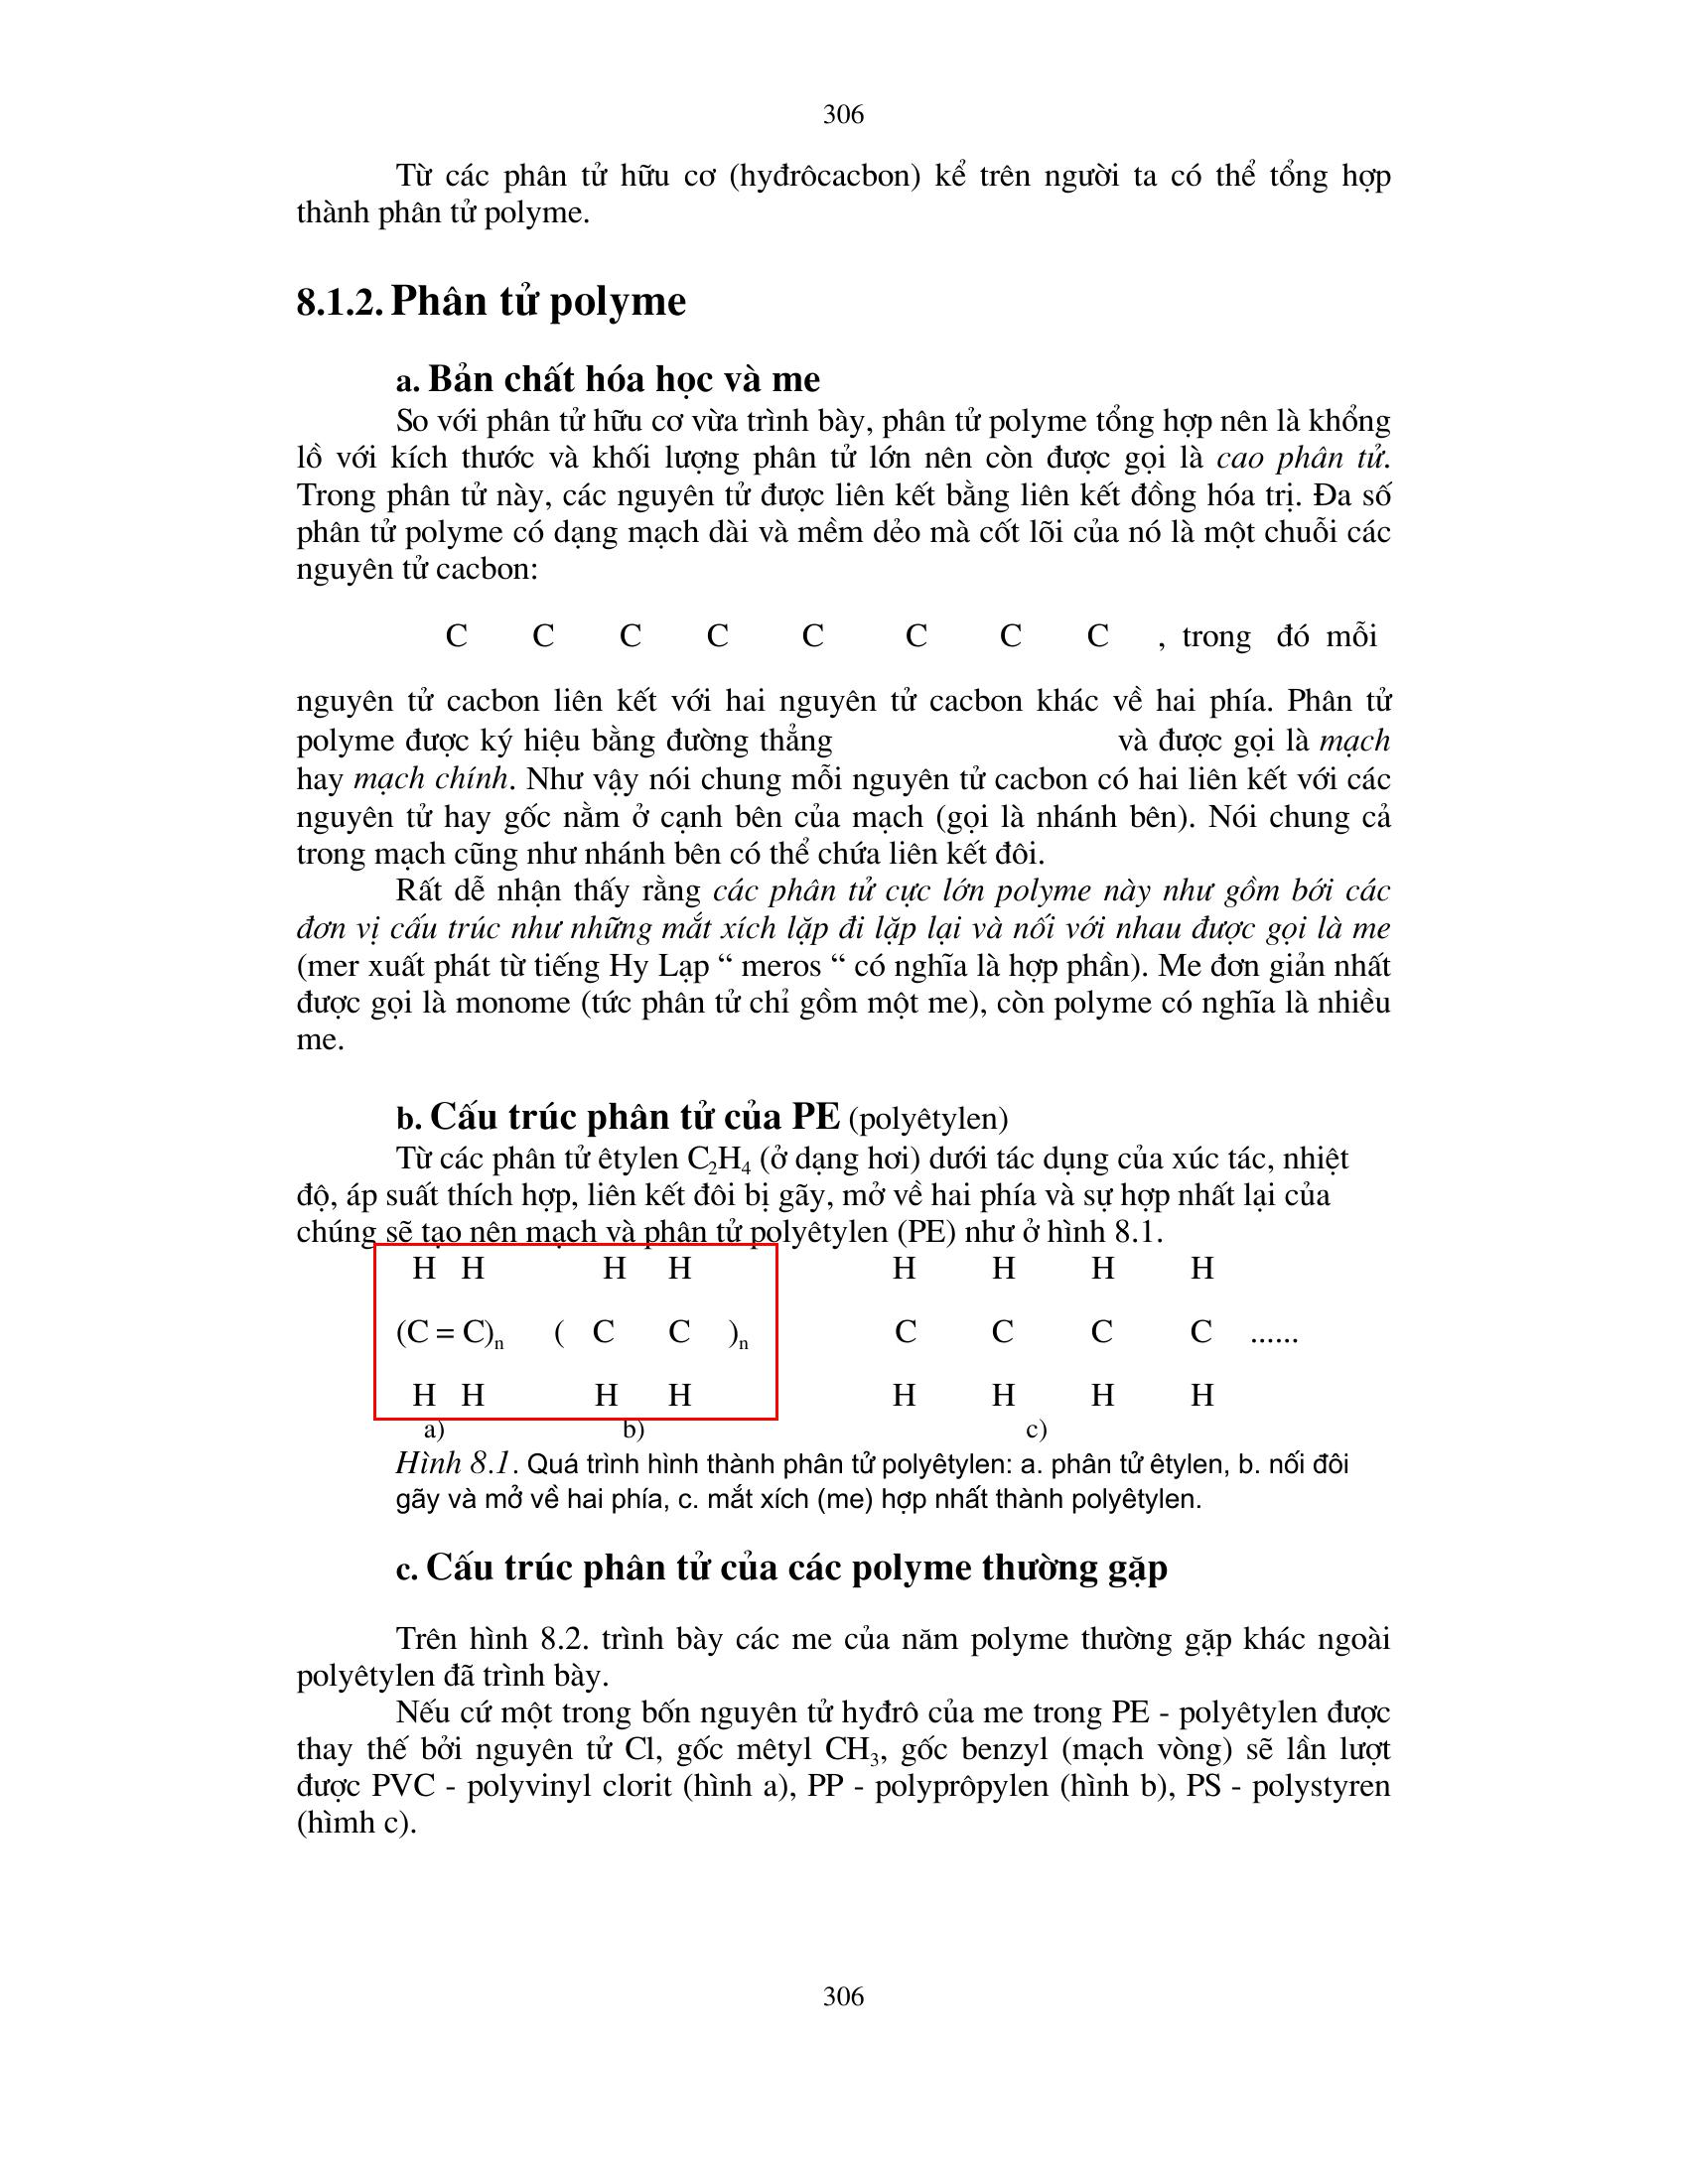 306
Từ các phân tử hữu cơ (hyđrôcacbon) kể trên người ta có thể tổng hợp
thành phân tử polyme.
8.1.2. Phân tử polyme
a. Bản chất hóa học và me
So với phân tử hữu cơ vừa trình bày, phân tử polyme tổng hợp nên là khổng
lồ với kích thước và khối lượng phân tử lớn nên còn được gọi là cao phân tử.
Trong phân tử này, các nguyên tử được liên kết bằng liên kết đồng hóa trị. Đa số
phân tử polyme có dạng mạch dài và mềm dẻo mà cốt lõi của nó là một chuỗi các
nguyên tử cacbon:
C C C C C C C C , trong đó mỗi
nguyên tử cacbon liên kết với hai nguyên tử cacbon khác về hai phía. Phân tử
polyme được ký hiệu bằng đường thẳng và được gọi là mạch
hay mạch chính. Như vậy nói chung mỗi nguyên tử cacbon có hai liên kết với các
nguyên tử hay gốc nằm ở cạnh bên của mạch (gọi là nhánh bên). Nói chung cả
trong mạch cũng như nhánh bên có thể chứa liên kết đôi.
Rất dễ nhận thấy rằng các phân tử cực lớn polyme này như gồm bới các
đơn vị cấu trúc như những mắt xích lặp đi lặp lại và nối với nhau được gọi là me
(mer xuất phát từ tiếng Hy Lạp “ meros “ có nghĩa là hợp phần). Me đơn giản nhất
được gọi là monome (tức phân tử chỉ gồm một me), còn polyme có nghĩa là nhiều
me.
b. Cấu trúc phân tử của PE (polyêtylen)
Từ các phân tử êtylen C₂H₄ (ở dạng hơi) dưới tác dụng của xúc tác, nhiệt
độ, áp suất thích hợp, liên kết đôi bị gãy, mở về hai phía và sự hợp nhất lại của
chúng sẽ tạo nên mạch và phân tử polyêtylen (PE) như ở hình 8.1.
H H H H H H H H
(C = C)ₙ ( C C )ₙ C C C C ......
H H H H H H H H
a) b) c)
Hình 8.1. Quá trình hình thành phân tử polyêtylen: a. phân tử êtylen, b. nối đôi
gãy và mở về hai phía, c. mắt xích (me) hợp nhất thành polyêtylen.
c. Cấu trúc phân tử của các polyme thường gặp
Trên hình 8.2. trình bày các me của năm polyme thường gặp khác ngoài
polyêtylen đã trình bày.
Nếu cứ một trong bốn nguyên tử hyđrô của me trong PE - polyêtylen được
thay thế bởi nguyên tử Cl, gốc mêtyl CH₃, gốc benzyl (mạch vòng) sẽ lần lượt
được PVC - polyvinyl clorit (hình a), PP - polyprôpylen (hình b), PS - polystyren
(hìmh c).
306